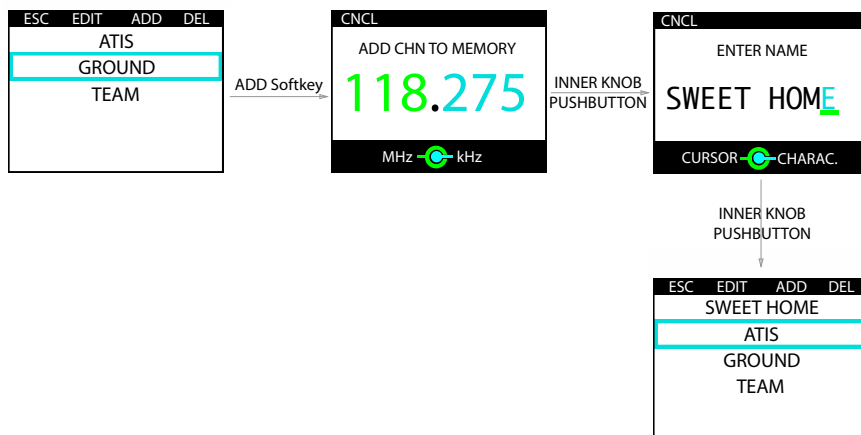 ESC EDIT ADD DEL
ATIS
GROUND
TEAM
ADD Softkey
CNCL
ADD CHN TO MEMORY
118.275
MHz kHz
INNER KNOB
PUSHBUTTON
CNCL
ENTER NAME
SWEET HOME
CURSOR CHARAC.
INNER KNOB
PUSHBUTTON
ESC EDIT ADD DEL
SWEET HOME
ATIS
GROUND
TEAM